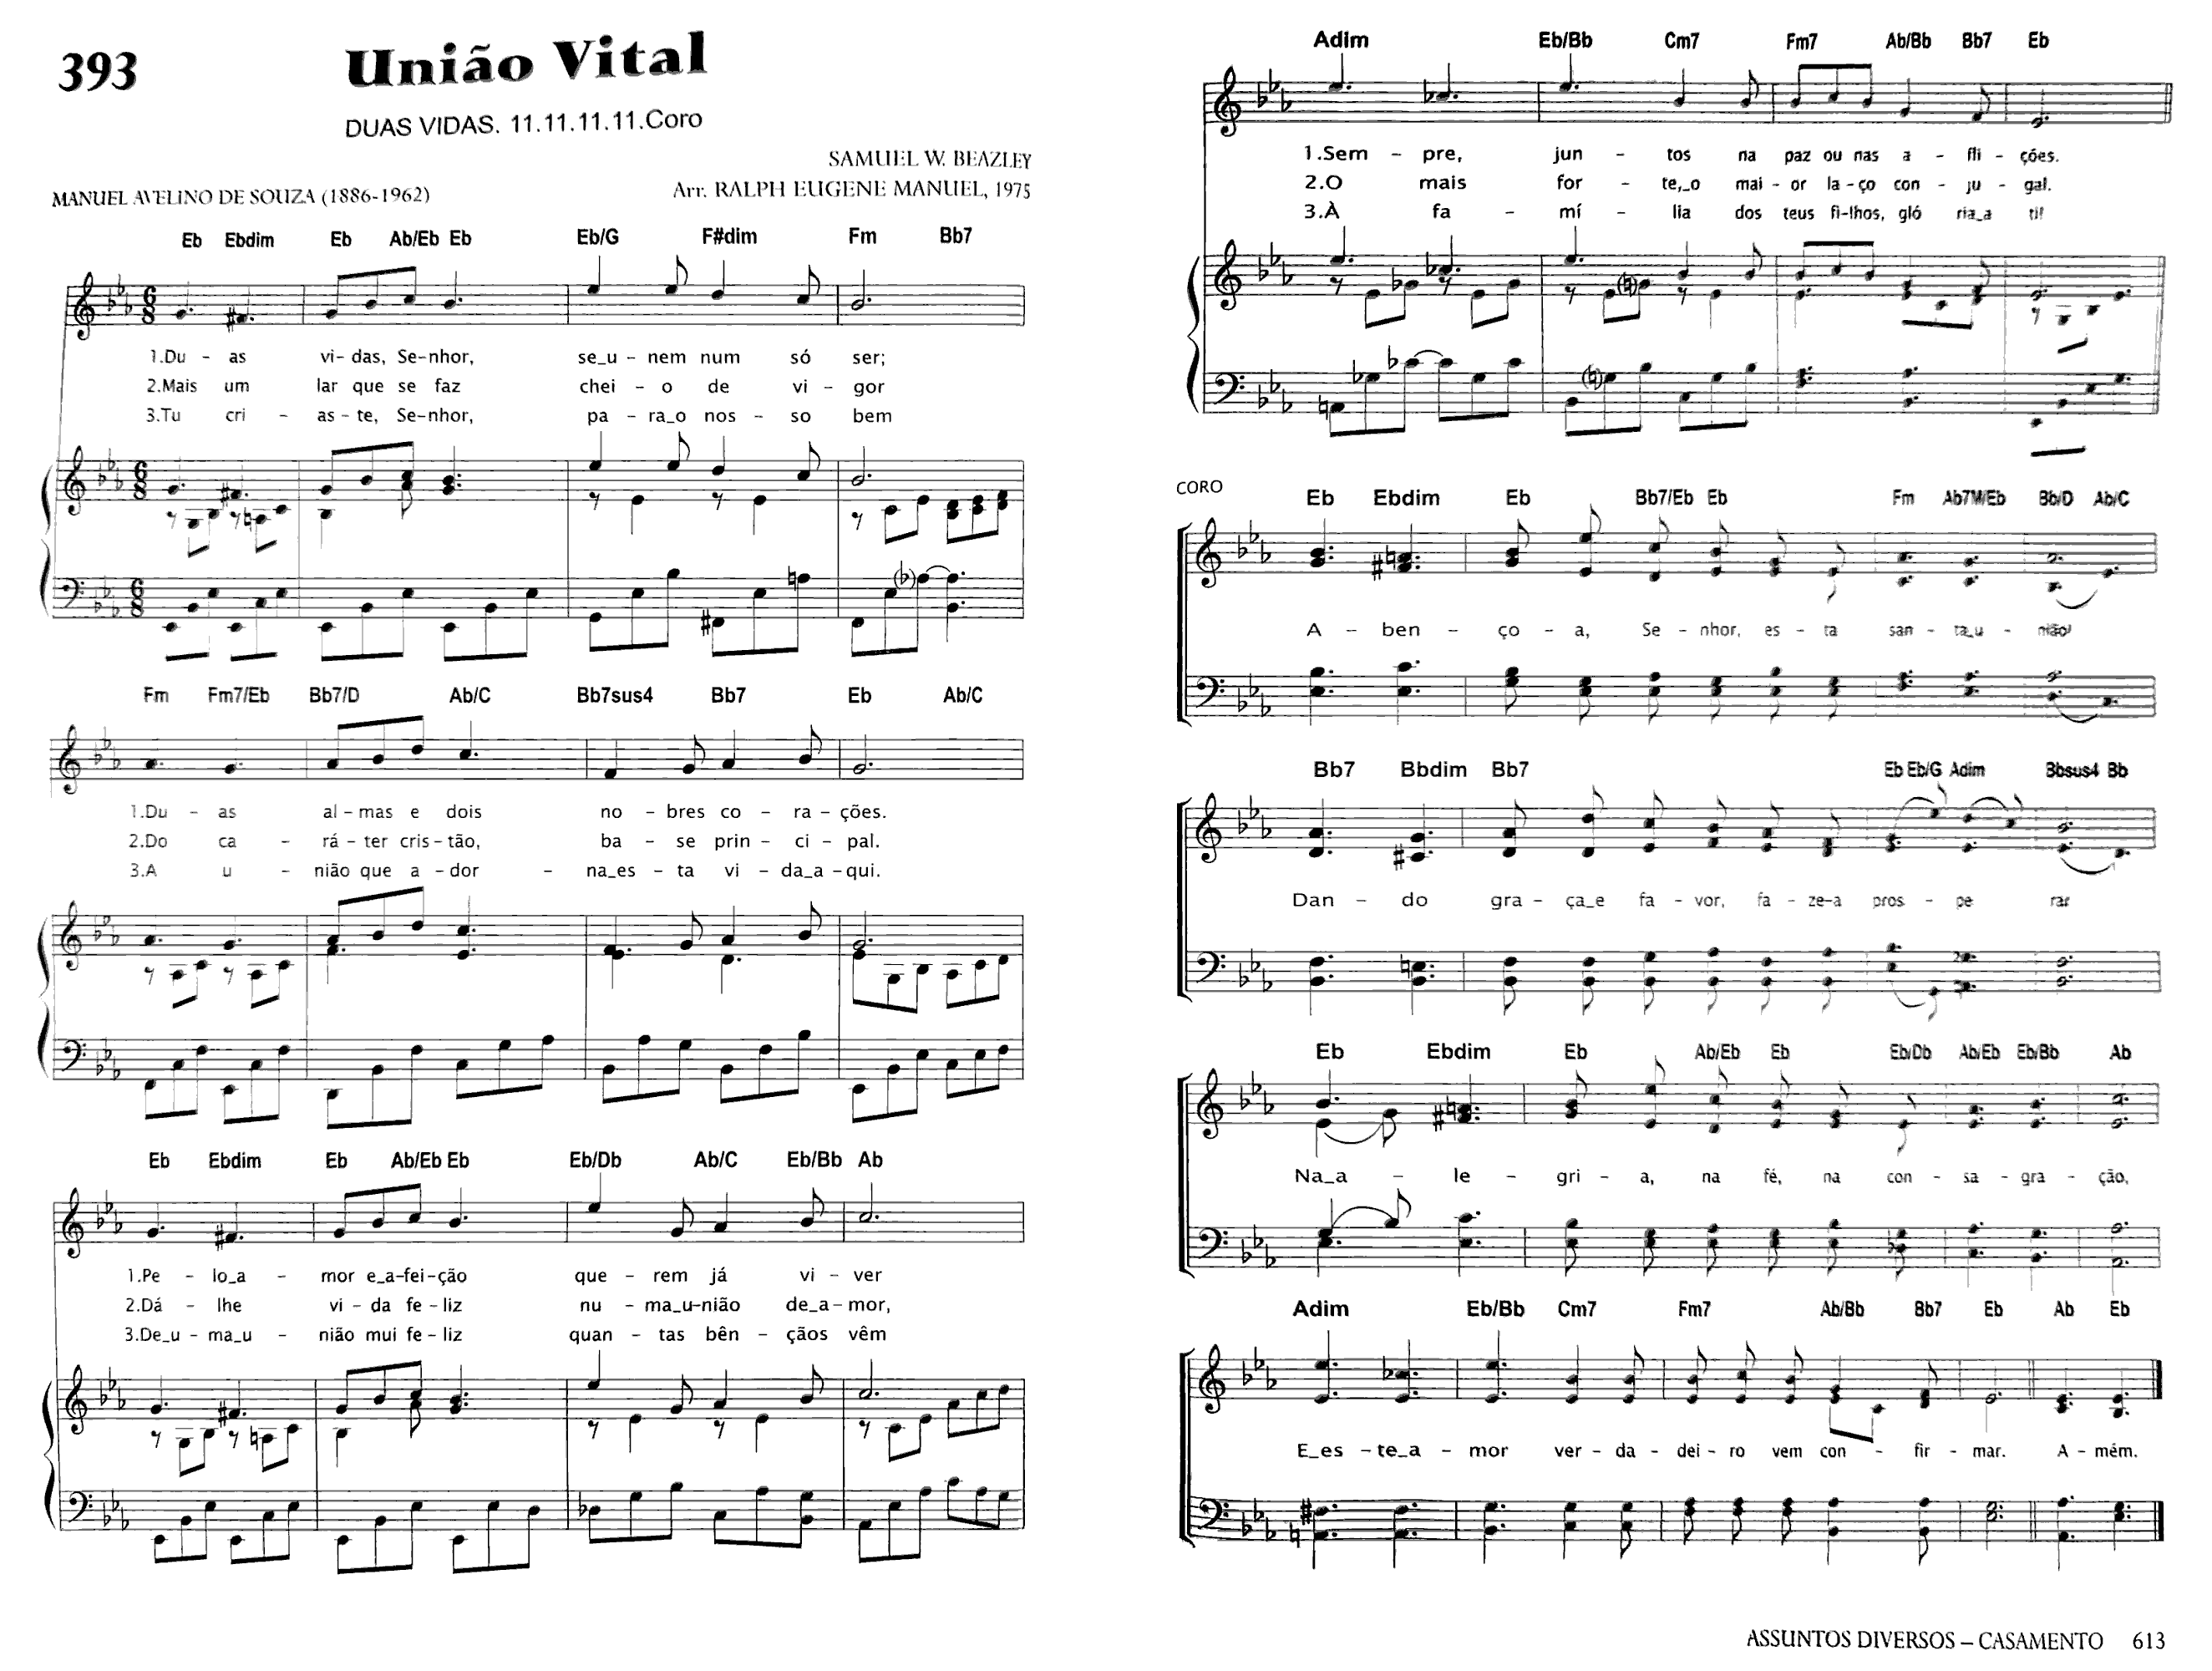 393
União Vital
DUAS VIDAS. 11.11.11.11.Coro
SAMUEL W. BEAZLEY
MANUEL AVELINO DE SOUZA (1886-1962)
Arr. RALPH EUGENE MANUEL, 1975
Eb Ebdim Eb Ab/Eb Eb Eb/G F#dim Fm Bb7
1.Du - as vi- das, Se-nhor, se_u - nem num só ser;
2.Mais um lar que se faz chei - o de vi - gor
3.Tu cri - as - te, Se-nhor, pa - ra_o nos - so bem
Fm Fm7/Eb Bb7/D Ab/C Bb7sus4 Bb7 Eb Ab/C
1.Du - as al - mas e dois no - bres co - ra - ções.
2.Do ca - rá - ter cris - tão, ba - se prin - ci - pal.
3.A u - nião que a - dor - na_es - ta vi - da_a - qui.
Eb Ebdim Eb Ab/Eb Eb Eb/Db Ab/C Eb/Bb Ab
1.Pe - lo_a - mor e_a-fei-ção que - rem já vi - ver
2.Dá - lhe vi - da fe - liz nu - ma_u-nião de_a - mor,
3.De_u - ma_u - nião mui fe - liz quan - tas bên - çãos vêm
Adim Eb/Bb Cm7 Fm7 Ab/Bb Bb7 Eb
1.Sem - pre, jun - tos na paz ou nas a - fli - ções.
2.O mais for - te,_o mai - or la - ço con - ju - gal.
3.À fa - mí - lia dos teus fi-lhos, gló ria_a ti!
CORO
Eb Ebdim Eb Bb7/Eb Eb Fm Ab7M/Eb Bb/D Ab/C
A - ben - ço - a, Se - nhor, es - ta san - ta_u - nião!
Bb7 Bbdim Bb7 Eb Eb/G Adim Bbsus4 Bb
Dan - do gra - ça_e fa - vor, fa - ze-a pros - pe rar
Eb Ebdim Eb Ab/Eb Eb Eb/Db Ab/Eb Eb/Bb Ab
Na_a - le - gri - a, na fé, na con - sa - gra - ção,
Adim Eb/Bb Cm7 Fm7 Ab/Bb Bb7 Eb Ab Eb
E_es - te_a - mor ver - da - dei - ro vem con - fir - mar. A - mém.
ASSUNTOS DIVERSOS – CASAMENTO 613